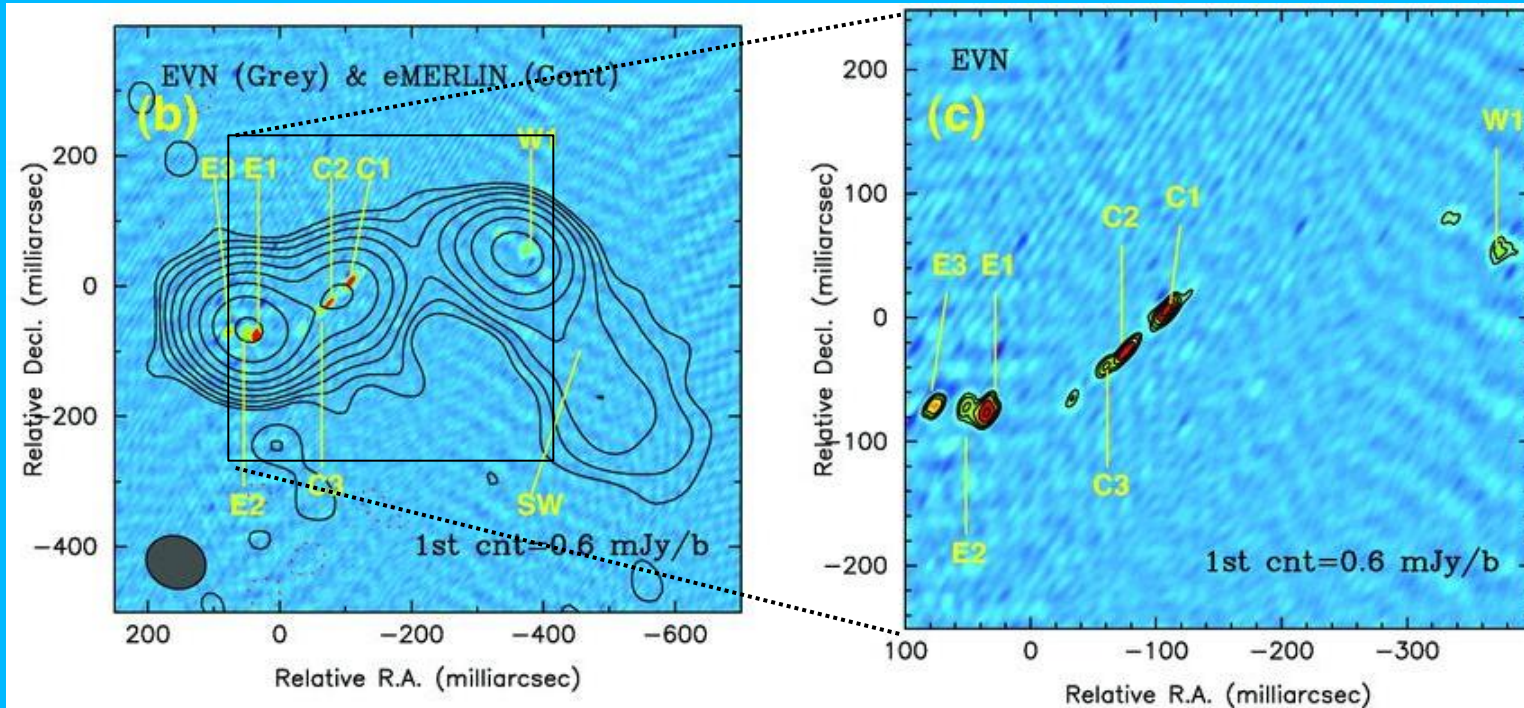 EVN (Grey) & eMERLIN (Cont)
(b)
W1
E3 E1 C2 C1
E2 C3 SW
1st cnt=0.6 mJy/b
200
0
−200
−400
200 0 −200 −400 −600
Relative Decl. (milliarcsec)
Relative R.A. (milliarcsec)
EVN
(c)
W1
C1
C2
E3 E1
C3
E2
1st cnt=0.6 mJy/b
200
100
0
−100
−200
100 0 −100 −200 −300
Relative Decl. (milliarcsec)
Relative R.A. (milliarcsec)